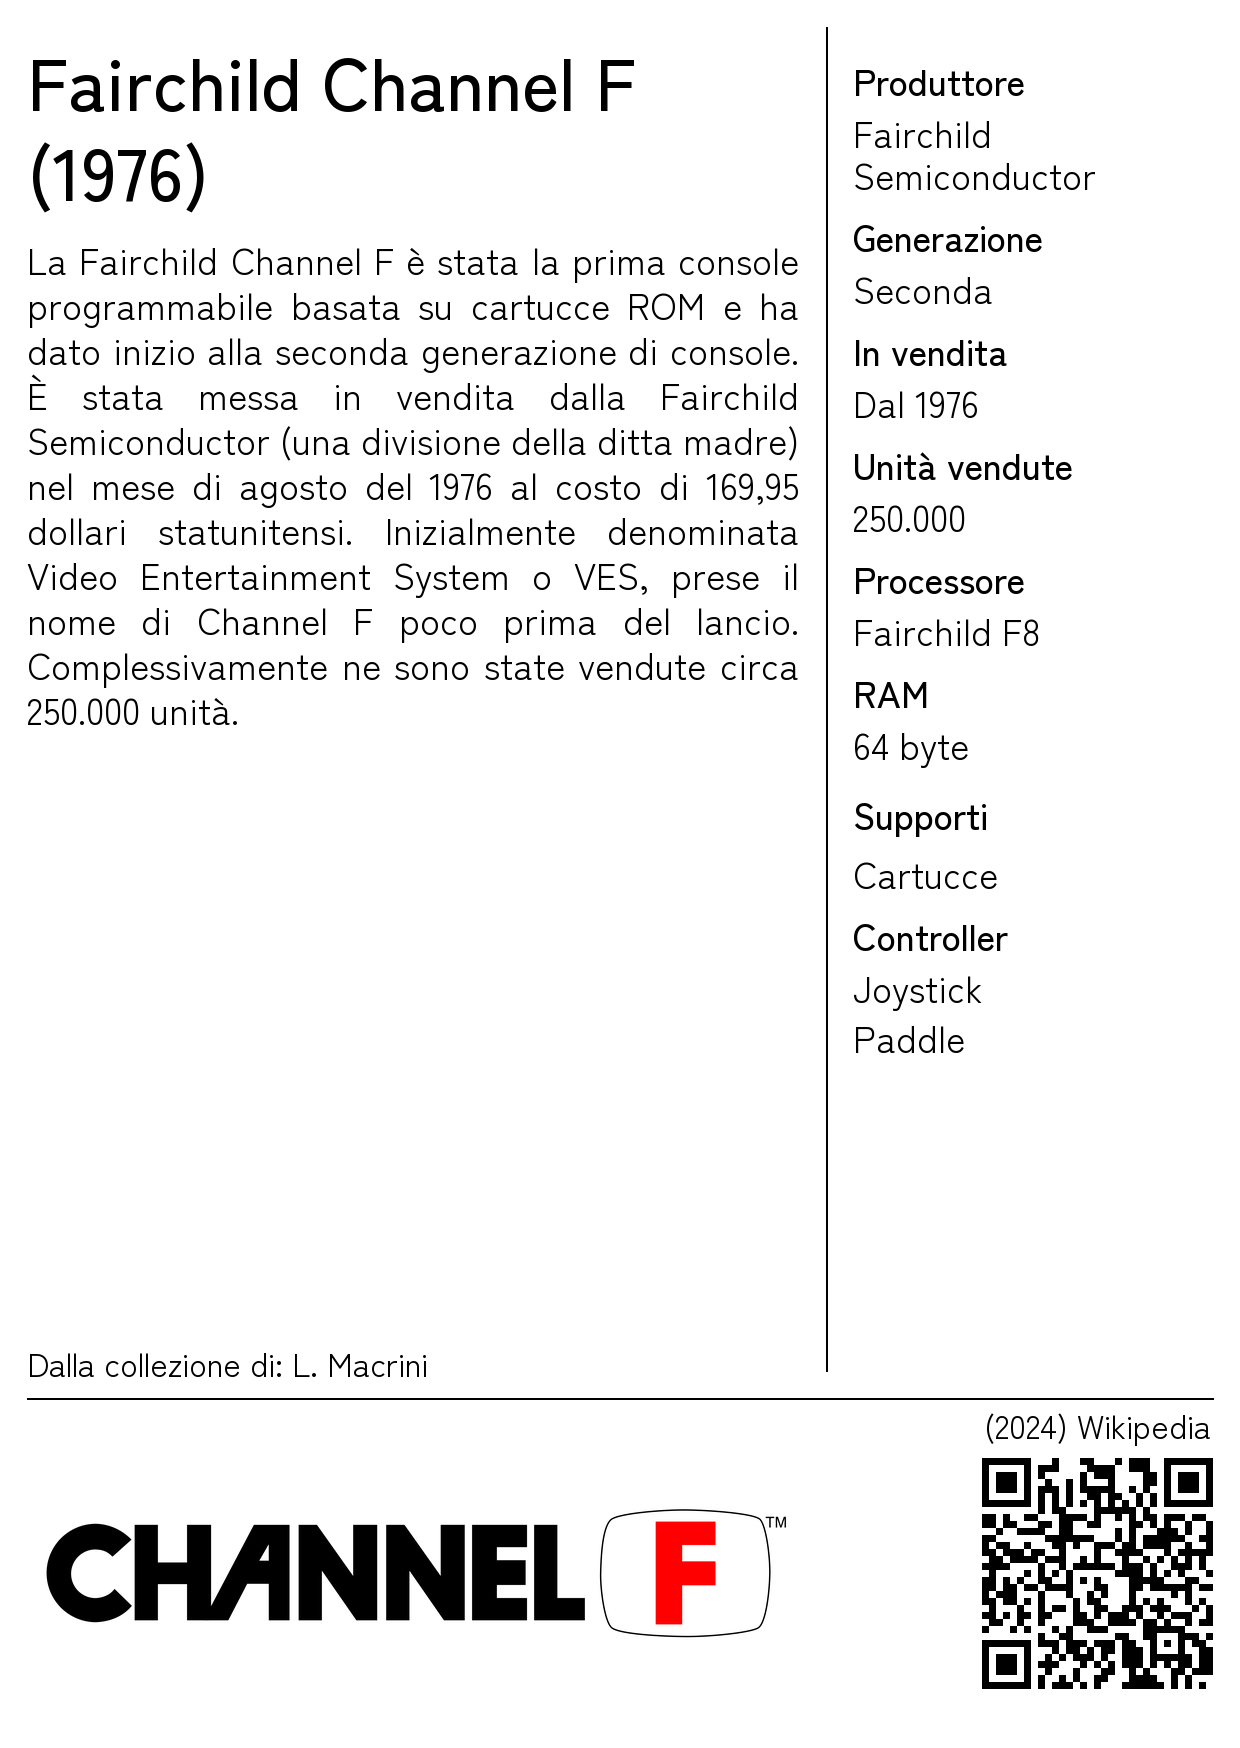 Fairchild Channel F
(1976)
La Fairchild Channel F è stata la prima console
programmabile basata su cartucce ROM e ha
dato inizio alla seconda generazione di console.
È stata messa in vendita dalla Fairchild
Semiconductor (una divisione della ditta madre)
nel mese di agosto del 1976 al costo di 169,95
dollari statunitensi. Inizialmente denominata
Video Entertainment System o VES, prese il
nome di Channel F poco prima del lancio.
Complessivamente ne sono state vendute circa
250.000 unità.
Dalla collezione di: L. Macrini
Produttore
Fairchild
Semiconductor
Generazione
Seconda
In vendita
Dal 1976
Unità vendute
250.000
Processore
Fairchild F8
RAM
64 byte
Supporti
Cartucce
Controller
Joystick
Paddle
(2024) Wikipedia
CHANNEL F TM